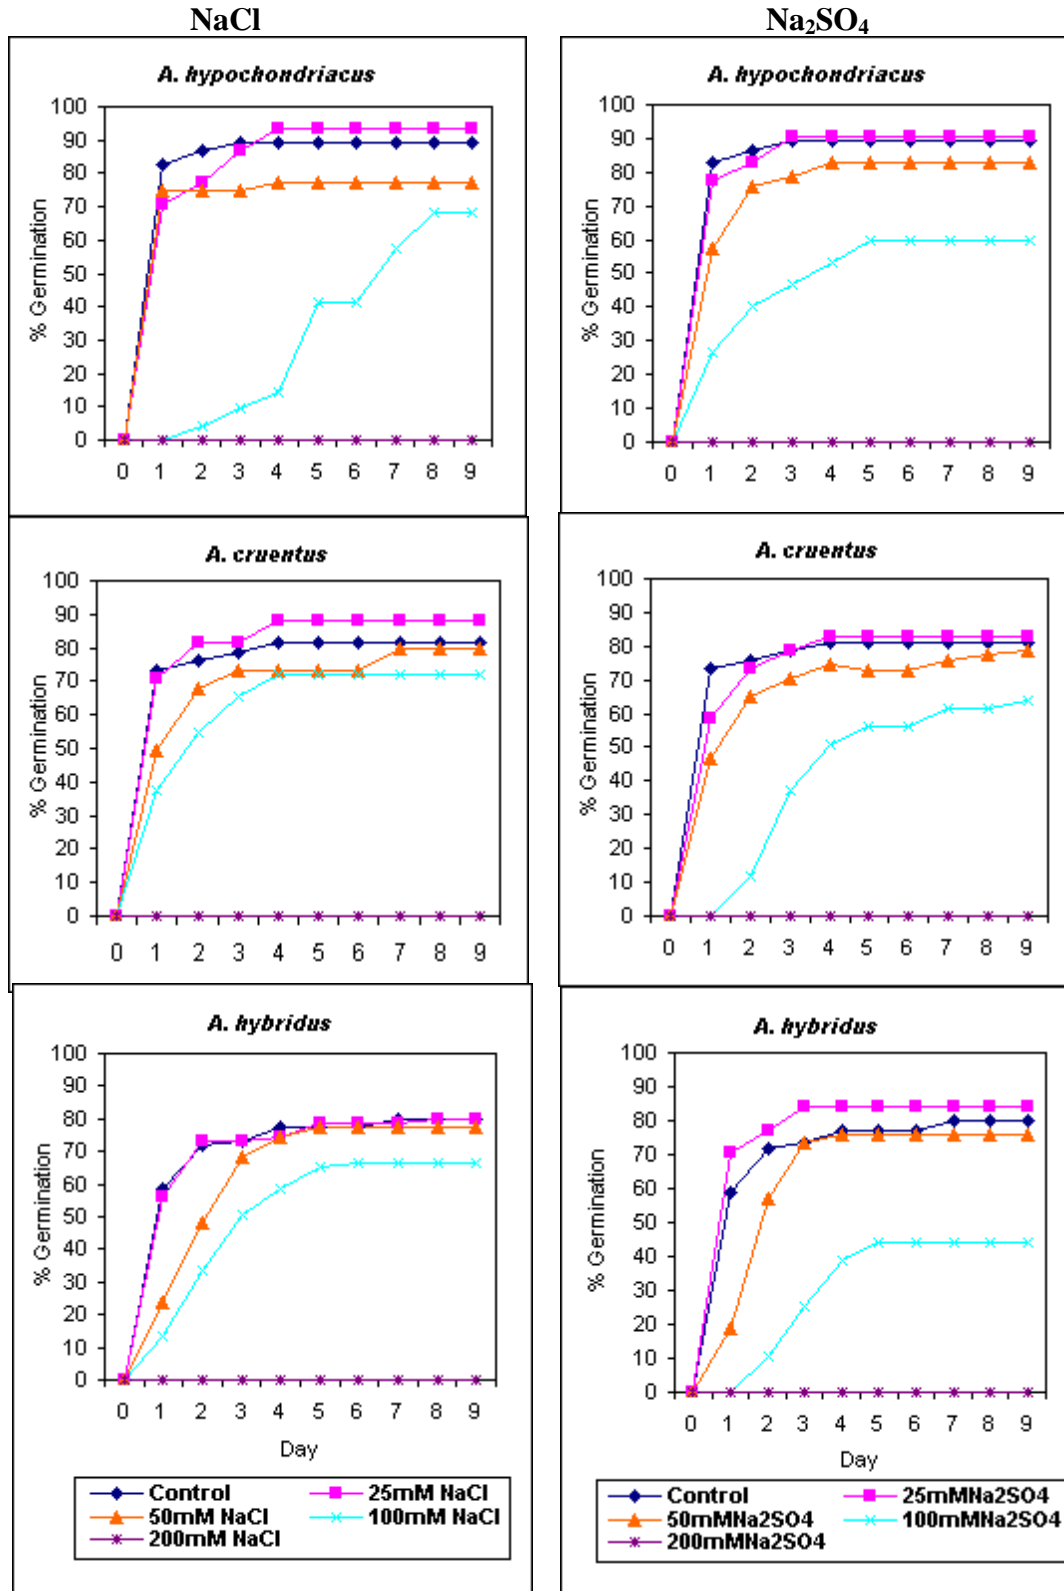 NaCl
Na2SO4
A. hypochondriacus
100
90
80
70
60
50
40
30
20
10
0
% Germination
0 1 2 3 4 5 6 7 8 9
A. hypochondriacus
100
90
80
70
60
50
40
30
20
10
0
% Germination
0 1 2 3 4 5 6 7 8 9
A. cruentus
100
90
80
70
60
50
40
30
20
10
0
% Germination
0 1 2 3 4 5 6 7 8 9
A. cruentus
100
90
80
70
60
50
40
30
20
10
0
% Germination
0 1 2 3 4 5 6 7 8 9
A. hybridus
100
90
80
70
60
50
40
30
20
10
0
% Germination
0 1 2 3 4 5 6 7 8 9
Day
Control 25mM NaCl
50mM NaCl 100mM NaCl
200mM NaCl
A. hybridus
100
90
80
70
60
50
40
30
20
10
0
% Germination
0 1 2 3 4 5 6 7 8 9
Day
Control 25mMNa2SO4
50mMNa2SO4 100mMNa2SO4
200mMNa2SO4